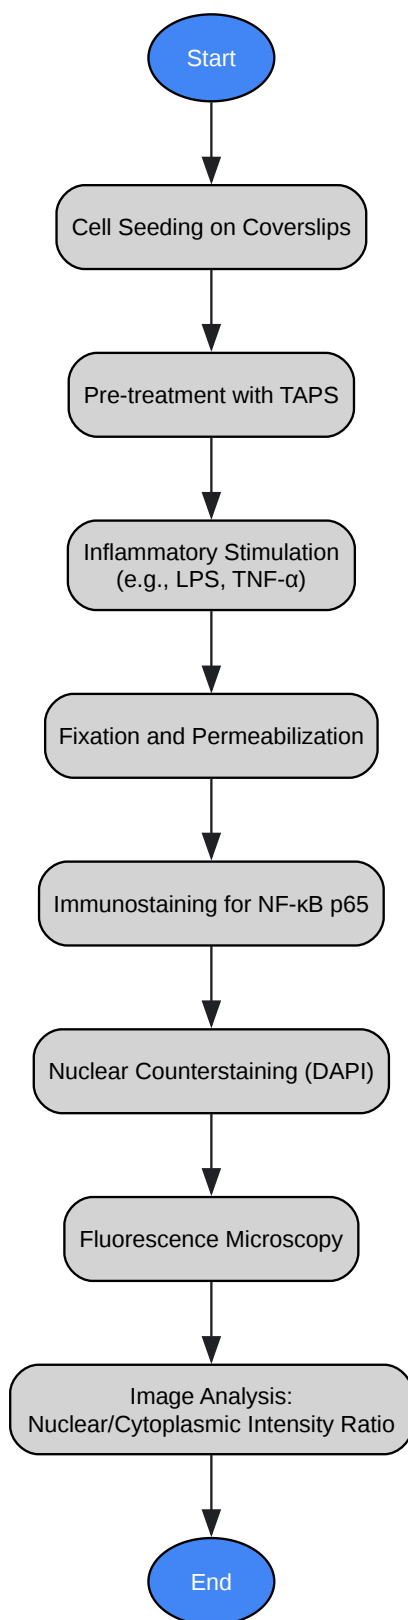 Start
Cell Seeding on Coverslips
Pre-treatment with TAPS
Inflammatory Stimulation
(e.g., LPS, TNF-α)
Fixation and Permeabilization
Immunostaining for NF-κB p65
Nuclear Counterstaining (DAPI)
Fluorescence Microscopy
Image Analysis:
Nuclear/Cytoplasmic Intensity Ratio
End